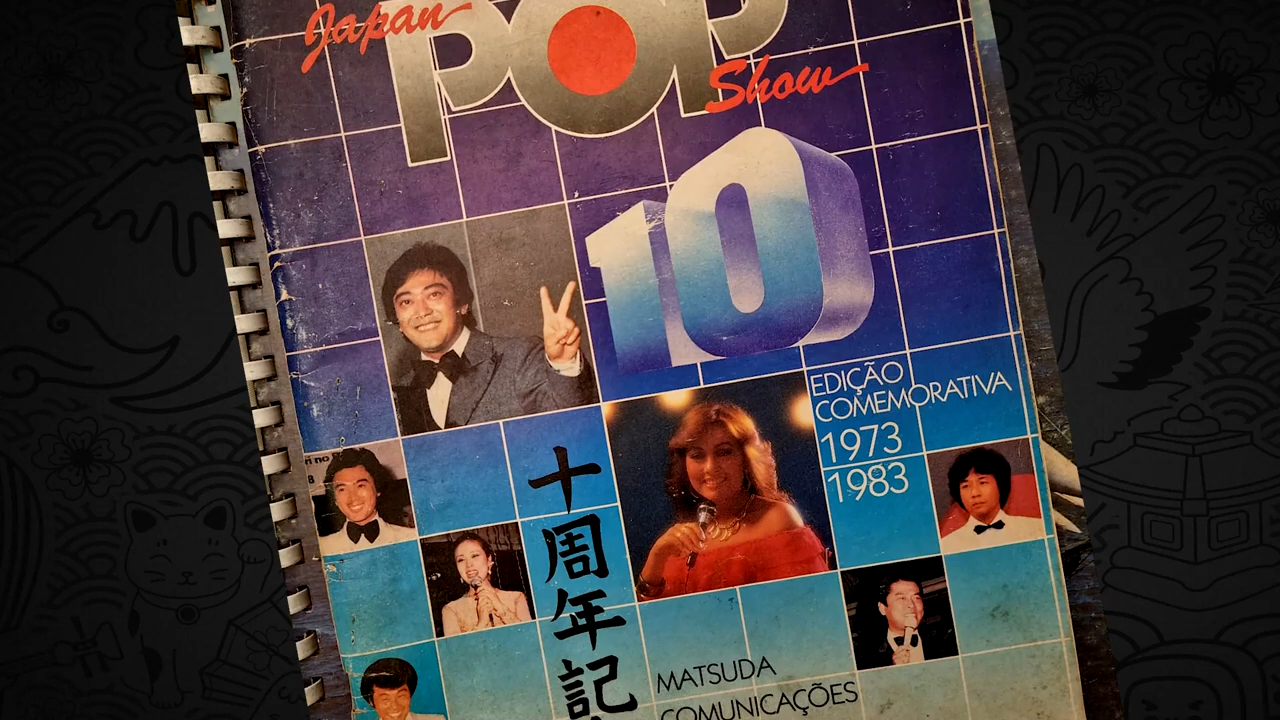 Japan
POP
Show
10
EDIÇÃO
COMEMORATIVA
1973
1983
十周年記
MATSUDA
COMUNICAÇÕES